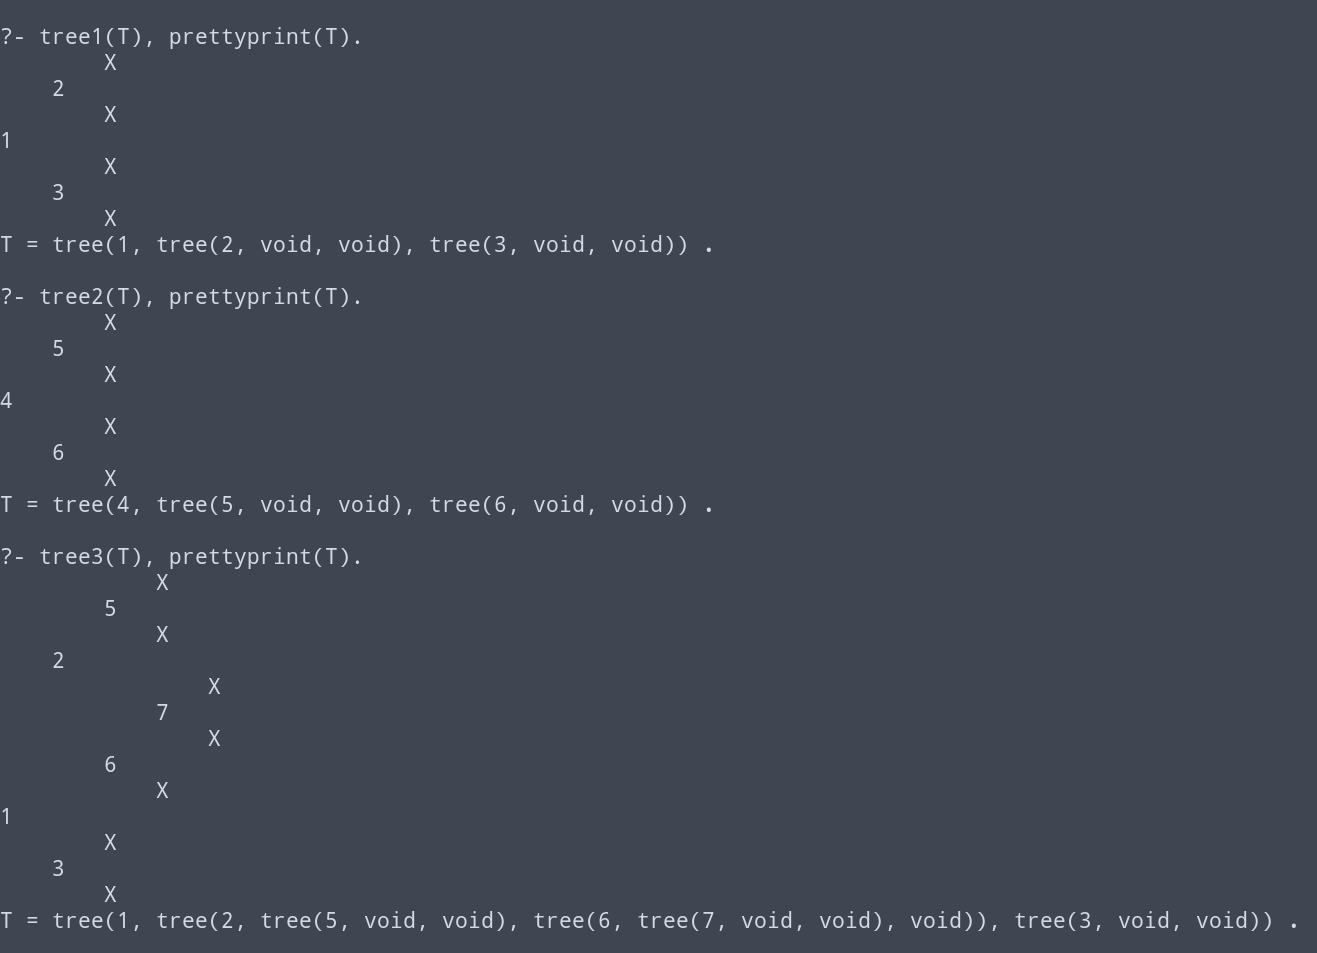 ?- tree1(T), prettyprint(T).
        X
    2
        X
1
        X
    3
        X
T = tree(1, tree(2, void, void), tree(3, void, void)) .

?- tree2(T), prettyprint(T).
        X
    5
        X
4
        X
    6
        X
T = tree(4, tree(5, void, void), tree(6, void, void)) .

?- tree3(T), prettyprint(T).
            X
        5
            X
    2
                X
            7
                X
        6
            X
1
        X
    3
        X
T = tree(1, tree(2, tree(5, void, void), tree(6, tree(7, void, void), void)), tree(3, void, void)) .